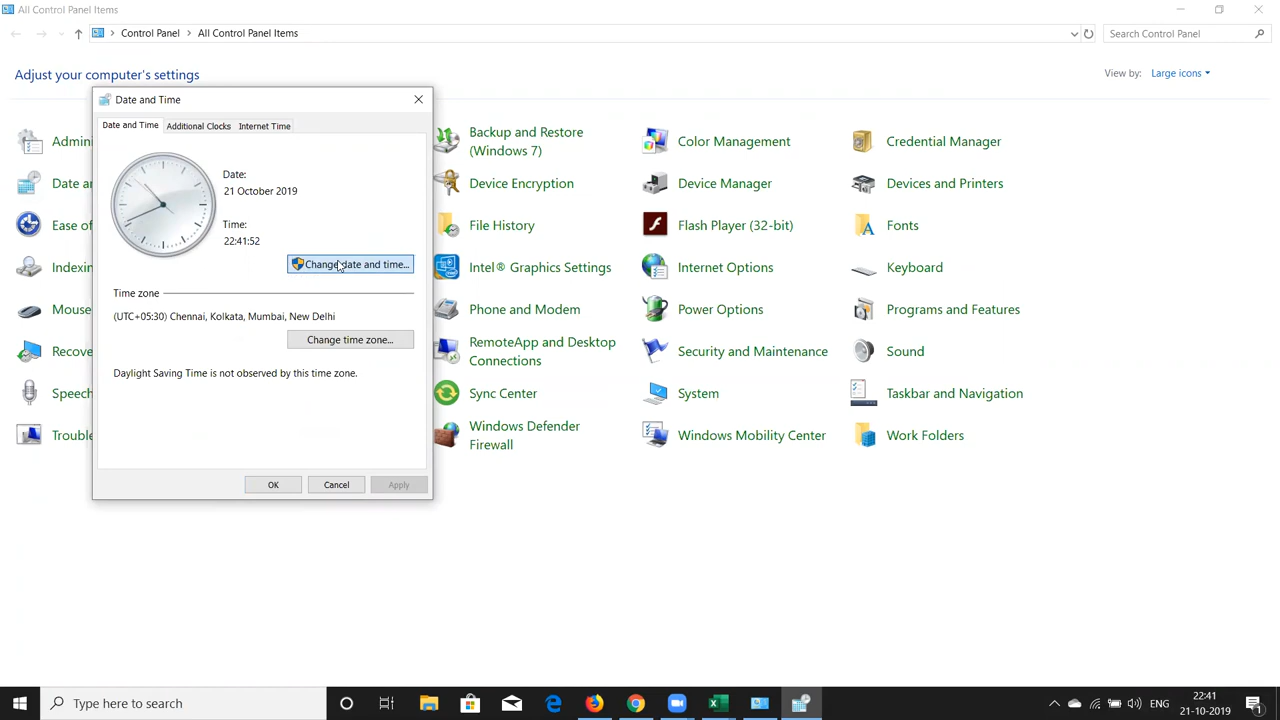 All Control Panel Items
Control Panel > All Control Panel Items
Search Control Panel
Adjust your computer's settings
View by: Large icons
Date and Time
Date and Time Additional Clocks Internet Time
Date:
21 October 2019
Time:
22:41:52
Change date and time...
Time zone
(UTC+05:30) Chennai, Kolkata, Mumbai, New Delhi
Change time zone...
Daylight Saving Time is not observed by this time zone.
OK Cancel Apply
Admini
Date an
Ease of
Indexin
Mouse
Recove
Speech
Trouble
Backup and Restore
(Windows 7)
Device Encryption
File History
Intel® Graphics Settings
Phone and Modem
RemoteApp and Desktop
Connections
Sync Center
Windows Defender
Firewall
Color Management
Device Manager
Flash Player (32-bit)
Internet Options
Power Options
Security and Maintenance
System
Windows Mobility Center
Credential Manager
Devices and Printers
Fonts
Keyboard
Programs and Features
Sound
Taskbar and Navigation
Work Folders
Type here to search
ENG
22:41
21-10-2019
1